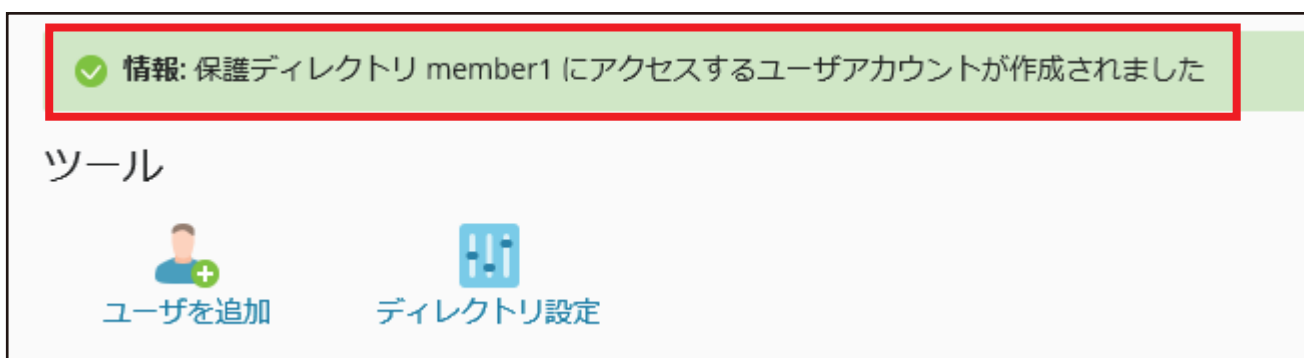 情報: 保護ディレクトリ member1 にアクセスするユーザアカウントが作成されました
ツール
ユーザを追加
ディレクトリ設定